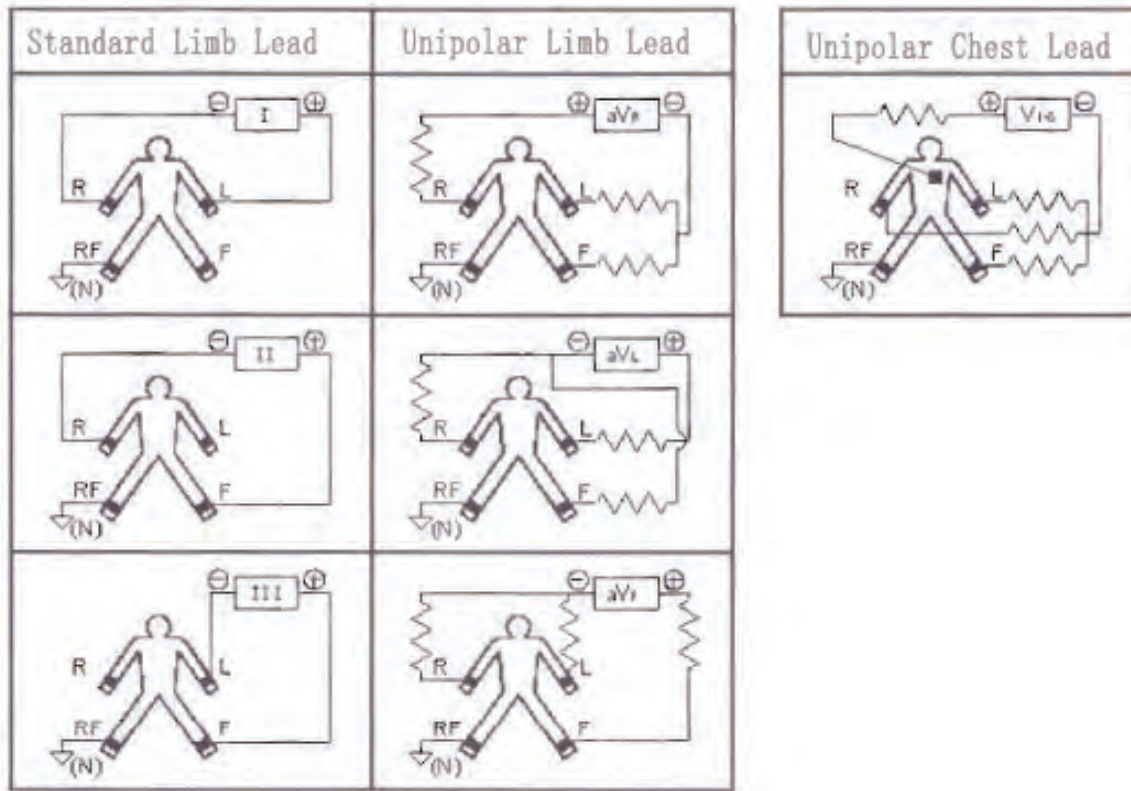 Standard Limb Lead
Unipolar Limb Lead
Unipolar Chest Lead
⊖ I ⊕
R L
RF F
(N)
⊕ aVR ⊖
R L
RF F
(N)
⊕ V1-6 ⊖
R L
RF F
(N)
⊖ II ⊕
R L
RF F
(N)
⊖ aVL ⊕
R L
RF F
(N)
⊖ III ⊕
R L
RF F
(N)
⊖ aVF ⊕
R L
RF F
(N)